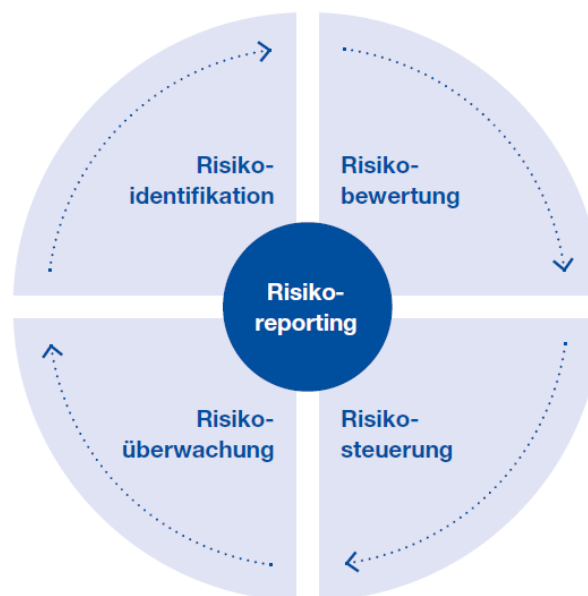 Risiko-
identifikation
Risiko-
bewertung
Risiko-
reporting
Risiko-
überwachung
Risiko-
steuerung